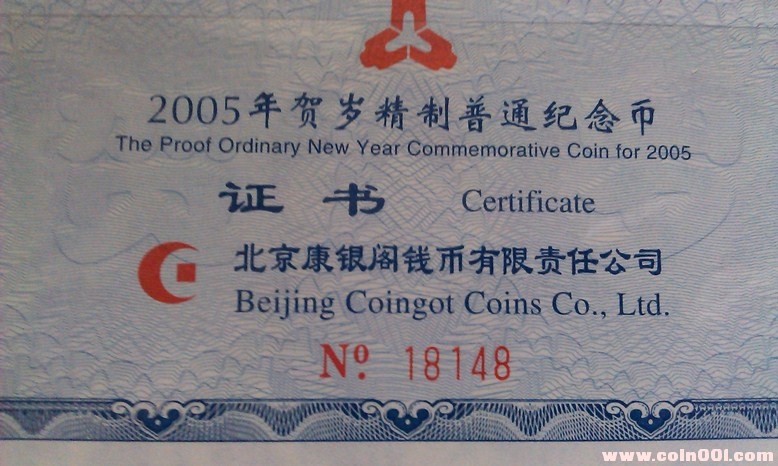 2005年贺岁精制普通纪念币
The Proof Ordinary New Year Commemorative Coin for 2005
证书 Certificate
北京康银阁钱币有限责任公司
Beijing Coingot Coins Co., Ltd.
Nº 18148
www.coin001.com